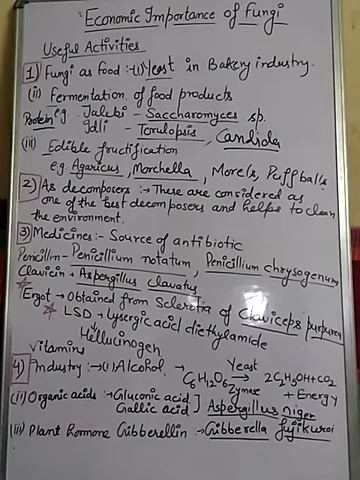 Economic Importance of Fungi
Useful Activities
1) Fungi as food :- (i) Yeast in Bakery industry.
(ii) Fermentation of food products
Protein e.g Jalebi - Saccharomyces sp.
Idli - Torulopsis, Candida
(iii) Edible fructification
e.g Agaricus, Morchella, Morels, Puffballs
2) As decomposers :→ These are considered as
one of the best decomposers and helps to clean
the environment.
3) Medicines :- Source of antibiotic
Penicillin - Penicillium notatum, Penicillium chrysogenum
Clavicin → Aspergillus clavatus
Ergot → Obtained from Sclerotia of Claviceps purpurea
LSD → lysergic acid diethylamide
Hellucinogen
Vitamins
4) Industry :→ (i) Alcohol → C6H12O6 Yeast → Zymase 2C2H5OH + CO2
+ Energy
(ii) Organic acids :- Gluconic acid ] Aspergillus niger
Gallic acid
(iii) Plant hormone Gibberellin :→ Gibberella fujikuroi